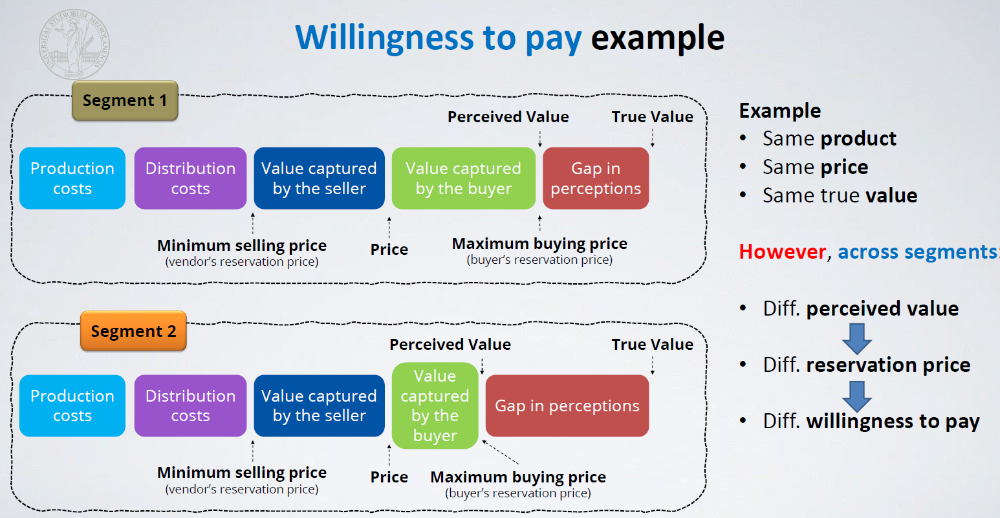 UNIVERSITAS STUDIORUM MEDIOLANENSIS
Willingness to pay example
Segment 1
Perceived Value
True Value
Production
costs
Distribution
costs
Value captured
by the seller
Value captured
by the buyer
Gap in
perceptions
Minimum selling price
(vendor’s reservation price)
Price
Maximum buying price
(buyer’s reservation price)
Segment 2
Perceived Value
True Value
Production
costs
Distribution
costs
Value captured
by the seller
Value
captured
by the
buyer
Gap in perceptions
Minimum selling price
(vendor’s reservation price)
Price
Maximum buying price
(buyer’s reservation price)
Example
• Same product
• Same price
• Same true value
However, across segments:
• Diff. perceived value
• Diff. reservation price
• Diff. willingness to pay